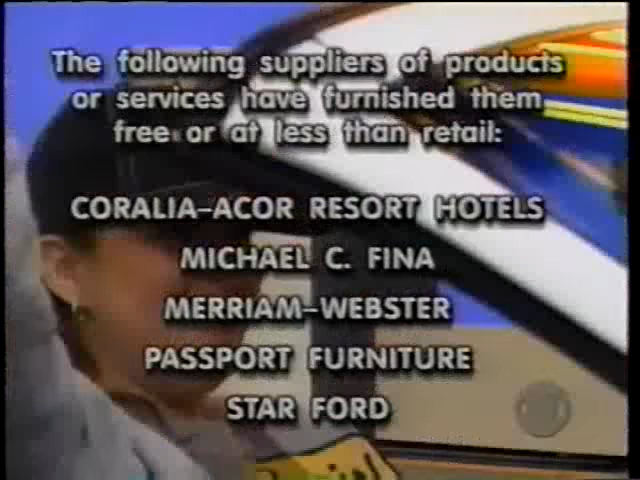 The following suppliers of products
or services have furnished them
free or at less than retail:
CORALIA-ACOR RESORT HOTELS
MICHAEL C. FINA
MERRIAM-WEBSTER
PASSPORT FURNITURE
STAR FORD